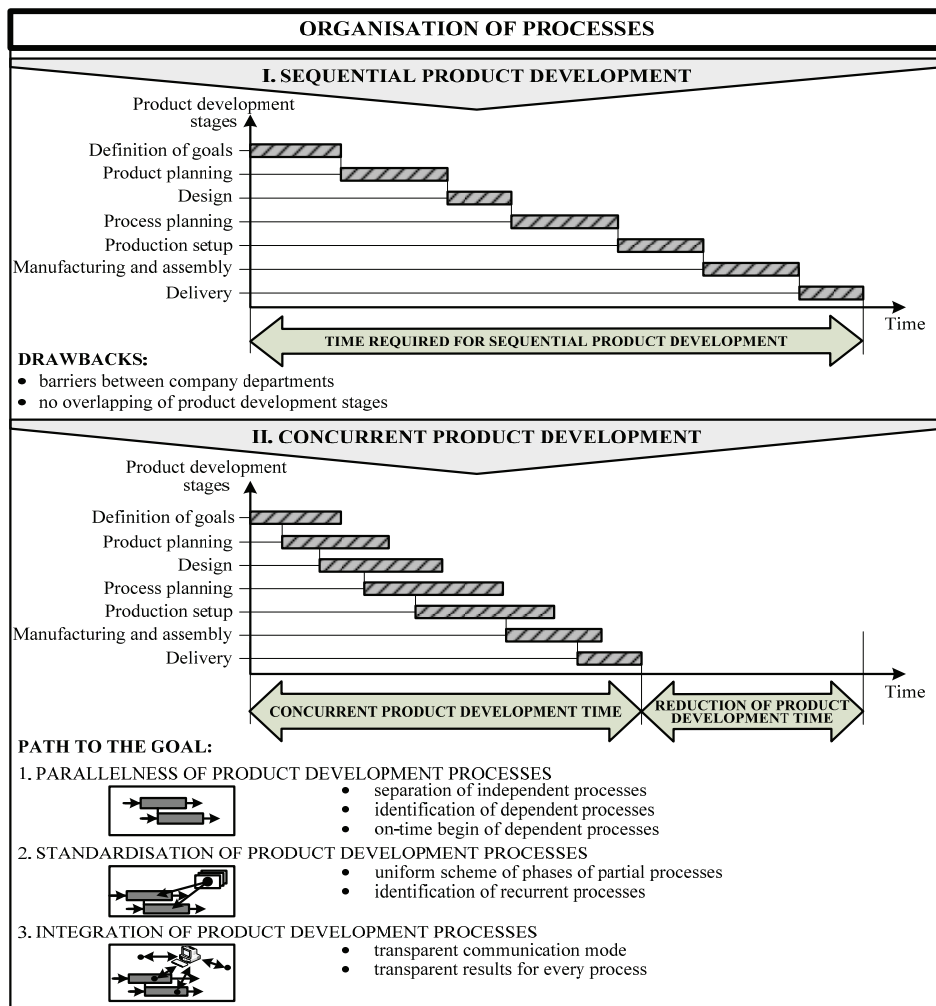 ORGANISATION OF PROCESSES
I. SEQUENTIAL PRODUCT DEVELOPMENT
Product development
stages
Definition of goals
Product planning
Design
Process planning
Production setup
Manufacturing and assembly
Delivery
Time
TIME REQUIRED FOR SEQUENTIAL PRODUCT DEVELOPMENT
DRAWBACKS:
• barriers between company departments
• no overlapping of product development stages
II. CONCURRENT PRODUCT DEVELOPMENT
Product development
stages
Definition of goals
Product planning
Design
Process planning
Production setup
Manufacturing and assembly
Delivery
Time
CONCURRENT PRODUCT DEVELOPMENT TIME
REDUCTION OF PRODUCT
DEVELOPMENT TIME
PATH TO THE GOAL:
1. PARALLELNESS OF PRODUCT DEVELOPMENT PROCESSES
• separation of independent processes
• identification of dependent processes
• on-time begin of dependent processes
2. STANDARDISATION OF PRODUCT DEVELOPMENT PROCESSES
• uniform scheme of phases of partial processes
• identification of recurrent processes
3. INTEGRATION OF PRODUCT DEVELOPMENT PROCESSES
• transparent communication mode
• transparent results for every process